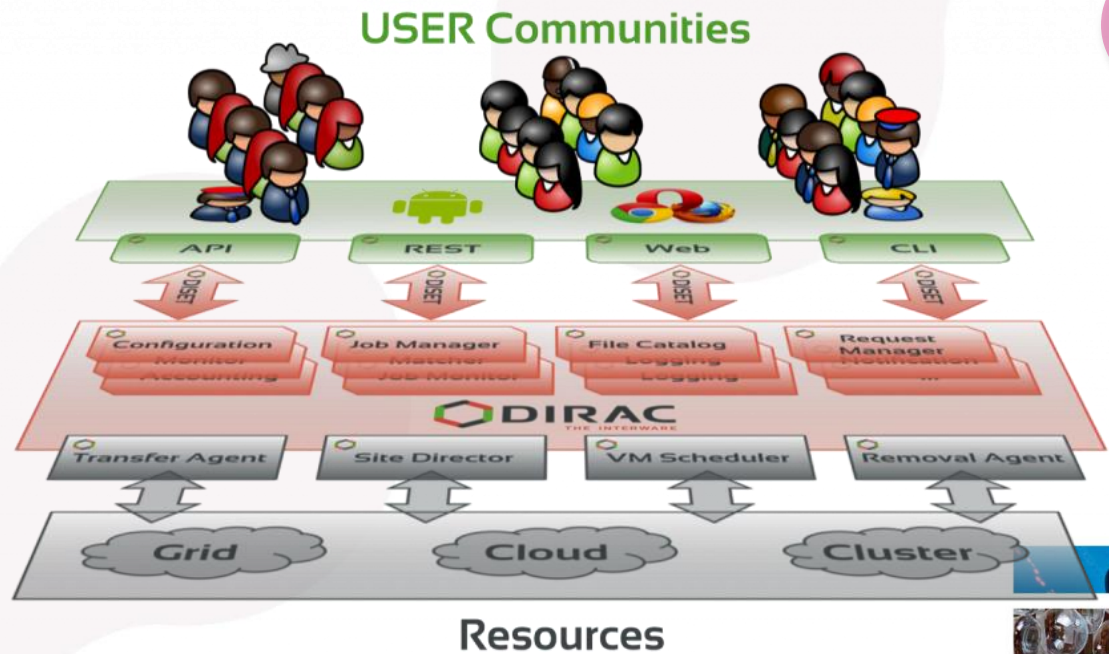 USER Communities
API
REST
Web
CLI
DISET
DISET
DISET
DISET
Configuration
Monitor
Accounting
Job Manager
Matcher
Job Monitor
File Catalog
Logging
Logging
Request
Manager
Notification
...
DIRAC
THE INTERWARE
Transfer Agent
Site Director
VM Scheduler
Removal Agent
Grid
Cloud
Cluster
Resources